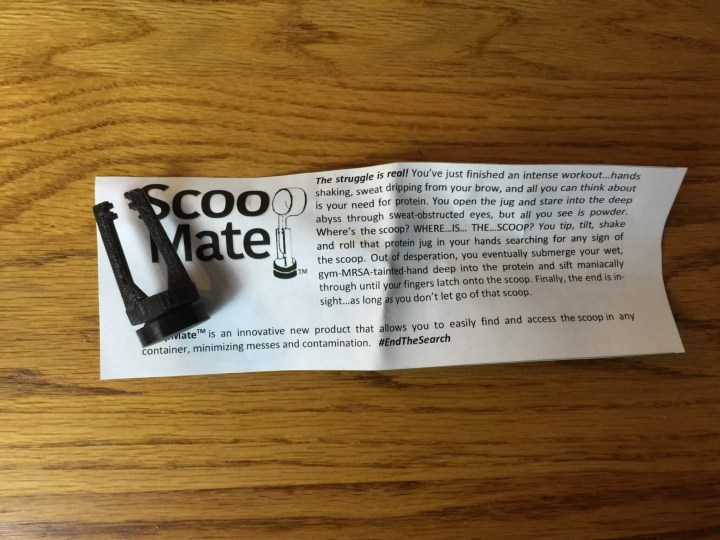 Scoo
Mate
™
The struggle is real! You've just finished an intense workout...hands
shaking, sweat dripping from your brow, and all you can think about
is your need for protein. You open the jug and stare into the deep
abyss through sweat-obstructed eyes, but all you see is powder.
Where's the scoop? WHERE...IS... THE...SCOOP? You tip, tilt, shake
and roll that protein jug in your hands searching for any sign of
the scoop. Out of desperation, you eventually submerge your wet,
gym-MRSA-tainted-hand deep into the protein and sift maniacally
through until your fingers latch onto the scoop. Finally, the end is in-
sight...as long as you don't let go of that scoop.
Mate™ is an innovative new product that allows you to easily find and access the scoop in any
container, minimizing messes and contamination. #EndTheSearch